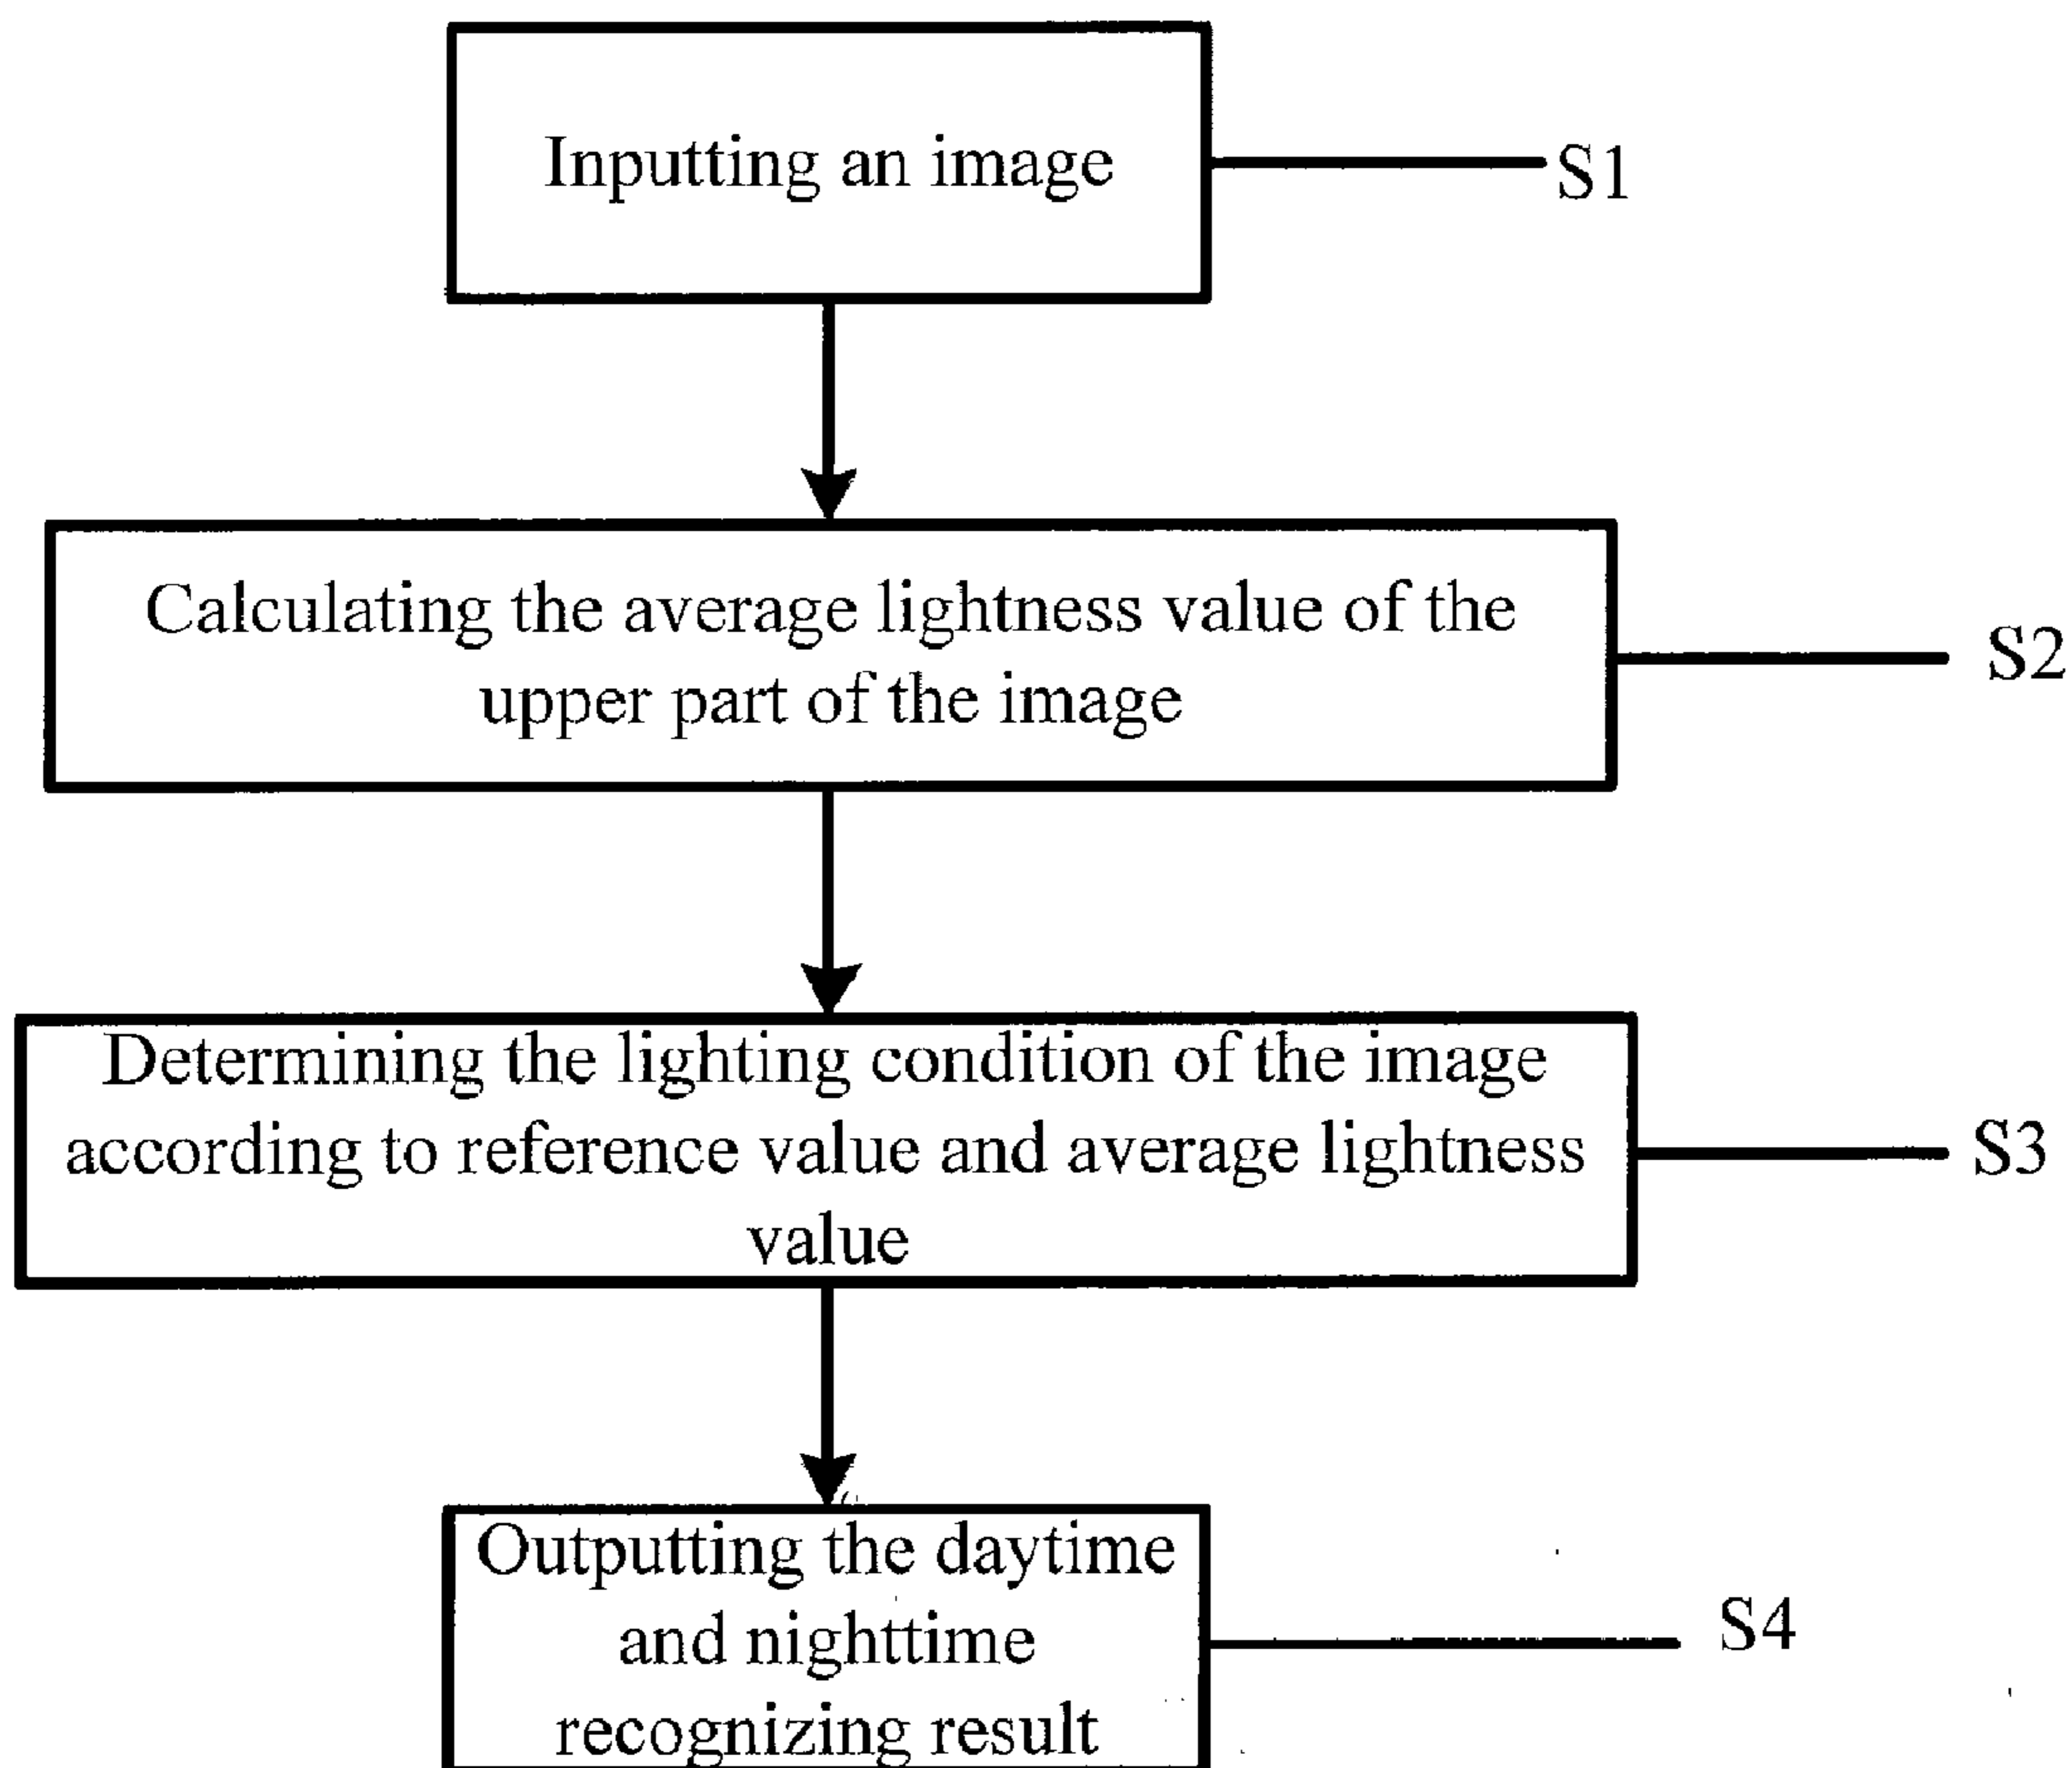 Inputting an image
S1
Calculating the average lightness value of the
upper part of the image
S2
Determining the lighting condition of the image
according to reference value and average lightness
value
S3
Outputting the daytime
and nighttime
recognizing result
S4